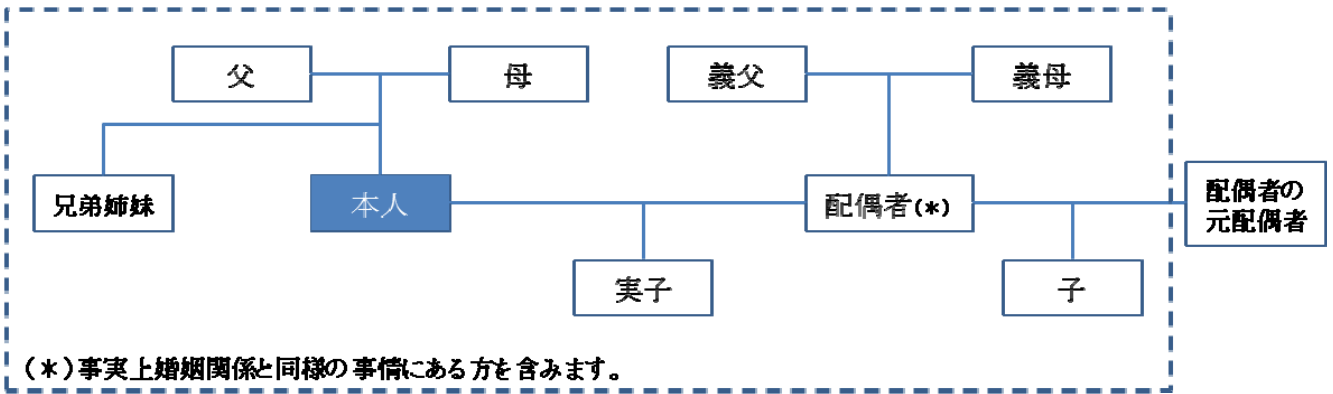 父
母
義父
義母
兄弟姉妹
本人
配偶者(*)
配偶者の
元配偶者
実子
子
(*)事実上婚姻関係と同様の事情にある方を含みます。